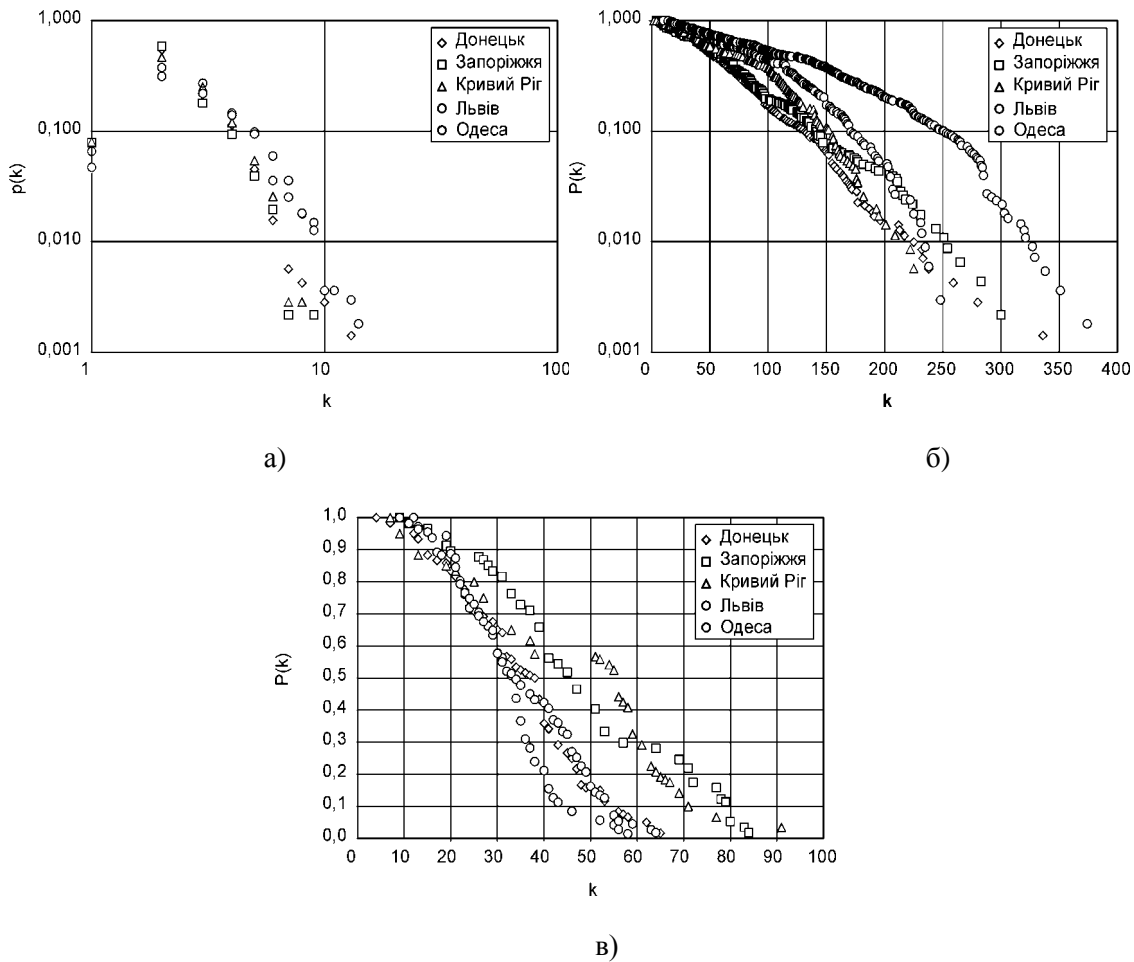 1,000
0,100
0,010
0,001
p(k)
1
10
100
k
Донецьк
Запоріжжя
Кривий Ріг
Львів
Одеса
а)
1,000
0,100
0,010
0,001
P(k)
0 50 100 150 200 250 300 350 400
k
Донецьк
Запоріжжя
Кривий Ріг
Львів
Одеса
б)
1,0
0,9
0,8
0,7
0,6
0,5
0,4
0,3
0,2
0,1
0,0
P(k)
0 10 20 30 40 50 60 70 80 90 100
k
Донецьк
Запоріжжя
Кривий Ріг
Львів
Одеса
в)